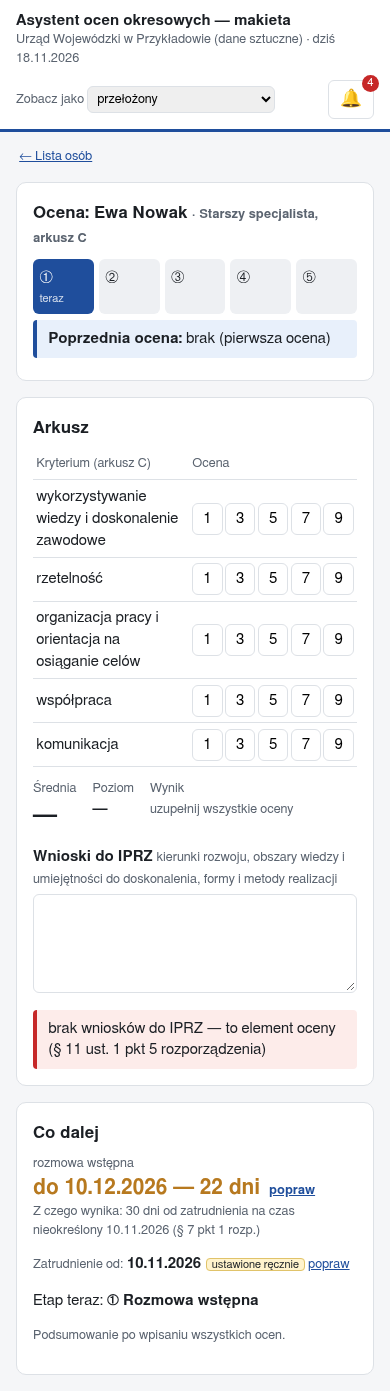 Asystent ocen okresowych — makieta
Urząd Wojewódzki w Przykładowie (dane sztuczne) · dziś
18.11.2026
Zobacz jako przełożony
🔔 4
← Lista osób
Ocena: Ewa Nowak · Starszy specjalista,
arkusz C
① ② ③ ④ ⑤
teraz
Poprzednia ocena: brak (pierwsza ocena)
Arkusz
Kryterium (arkusz C) Ocena
wykorzystywanie
wiedzy i doskonalenie
zawodowe
1 3 5 7 9
rzetelność 1 3 5 7 9
organizacja pracy i
orientacja na
osiąganie celów
1 3 5 7 9
współpraca 1 3 5 7 9
komunikacja 1 3 5 7 9
Średnia Poziom Wynik
— — uzupełnij wszystkie oceny
Wnioski do IPRZ kierunki rozwoju, obszary wiedzy i
umiejętności do doskonalenia, formy i metody realizacji
brak wniosków do IPRZ — to element oceny
(§ 11 ust. 1 pkt 5 rozporządzenia)
Co dalej
rozmowa wstępna
do 10.12.2026 — 22 dni popraw
Z czego wynika: 30 dni od zatrudnienia na czas
nieokreślony 10.11.2026 (§ 7 pkt 1 rozp.)
Zatrudnienie od: 10.11.2026 ustawione ręcznie popraw
Etap teraz: ① Rozmowa wstępna
Podsumowanie po wpisaniu wszystkich ocen.